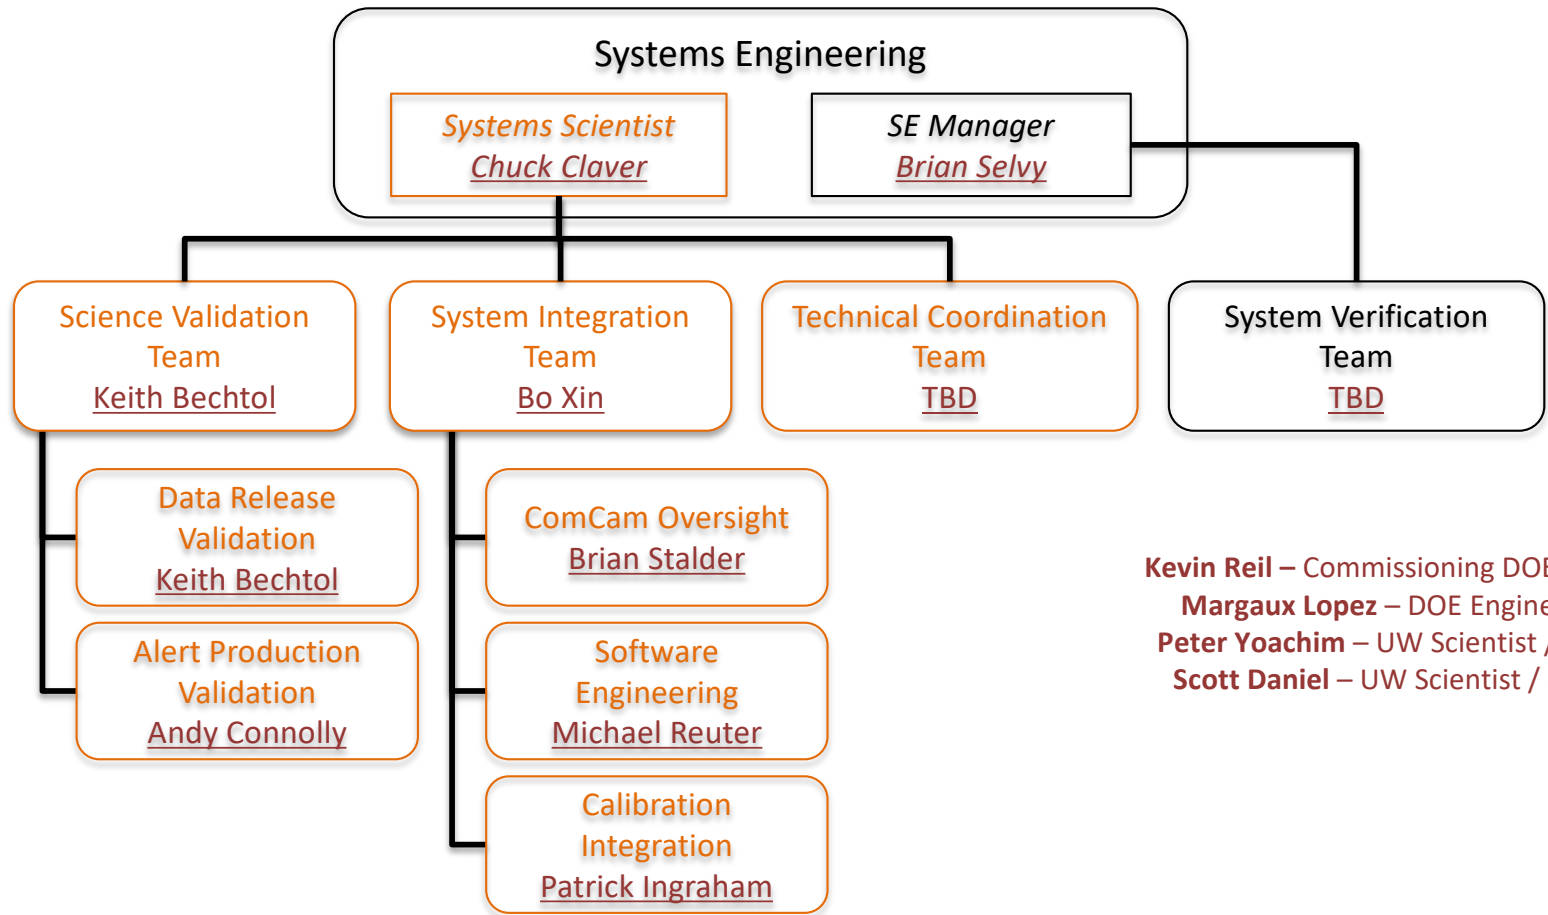 Systems Engineering
Systems Scientist
Chuck Claver
SE Manager
Brian Selvy
Science Validation
Team
Keith Bechtol
System Integration
Team
Bo Xin
Technical Coordination
Team
TBD
System Verification
Team
TBD
Data Release
Validation
Keith Bechtol
Alert Production
Validation
Andy Connolly
ComCam Oversight
Brian Stalder
Software
Engineering
Michael Reuter
Calibration
Integration
Patrick Ingraham
Kevin Reil – Commissioning DOE
Margaux Lopez – DOE Engine
Peter Yoachim – UW Scientist /
Scott Daniel – UW Scientist /